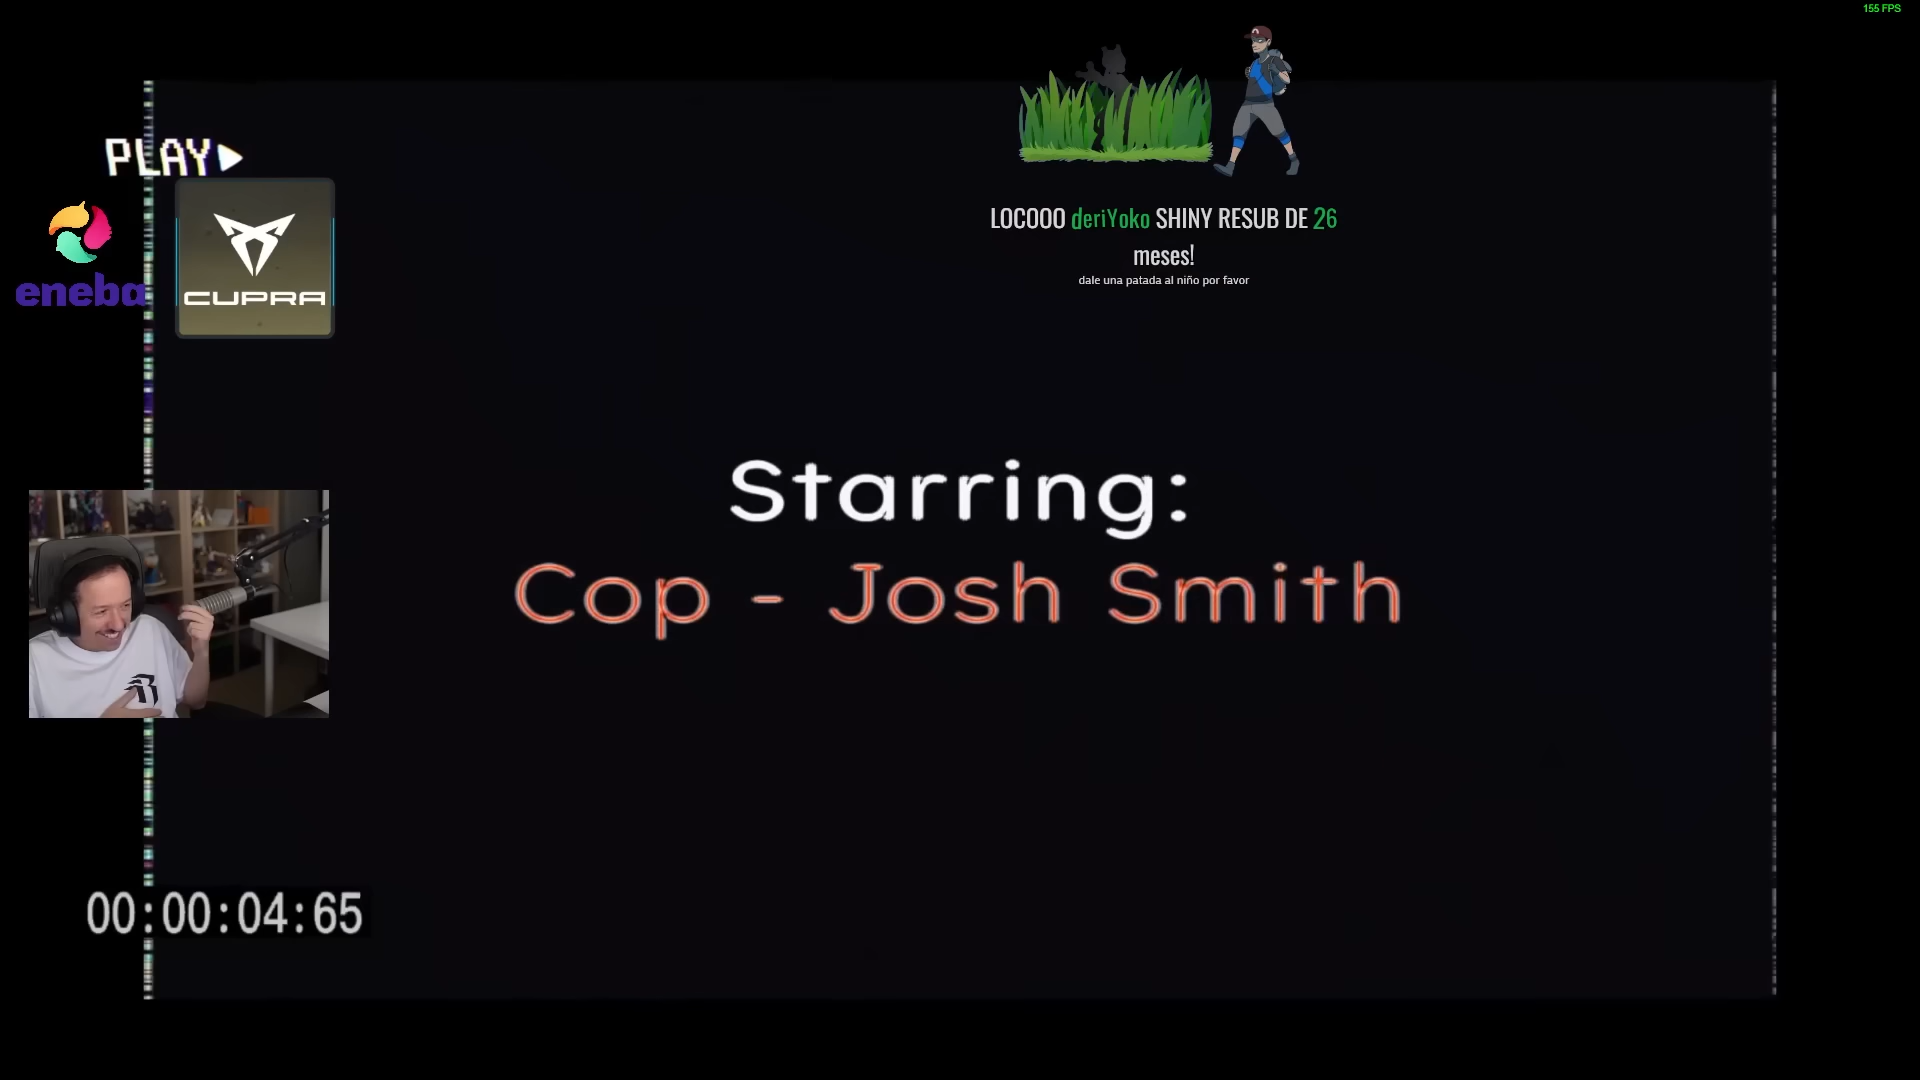 155 FPS
PLAY
eneba
CUPRA
LOCOOO deriYoko SHINY RESUB DE 26
meses!
dale una patada al niño por favor
Starring:
Cop - Josh Smith
00:00:04:65